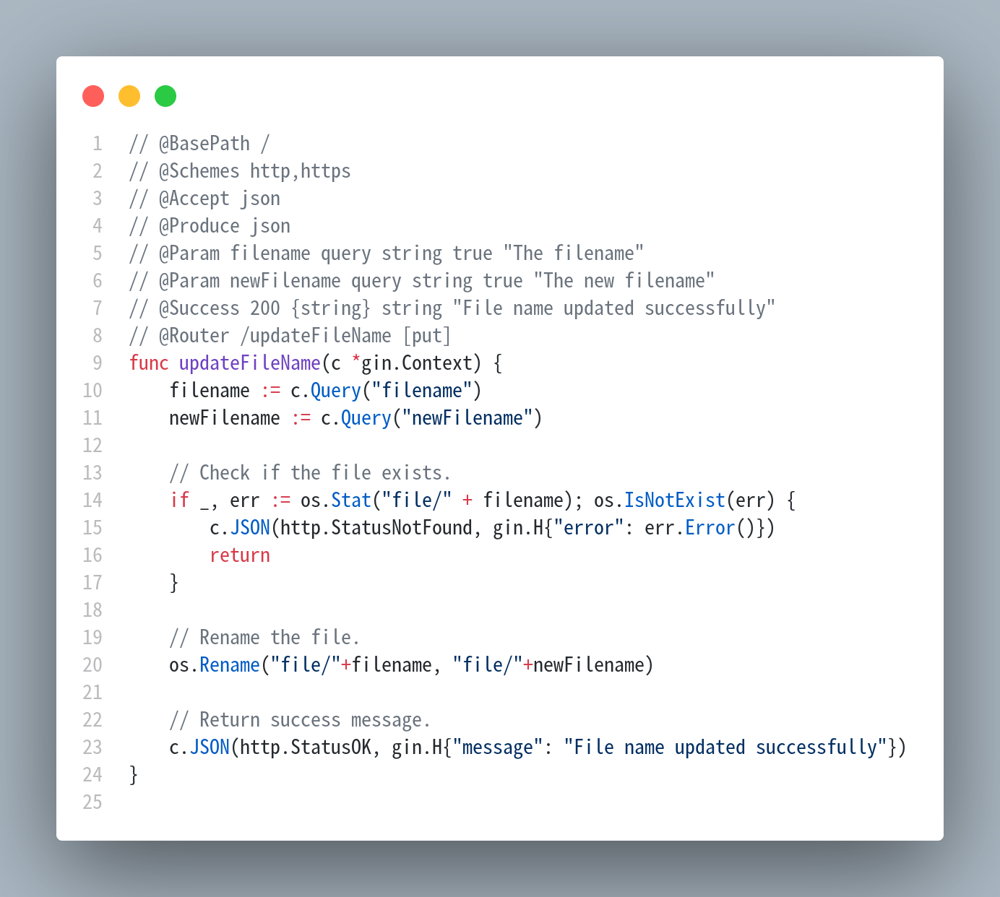 1 // @BasePath /
2 // @Schemes http,https
3 // @Accept json
4 // @Produce json
5 // @Param filename query string true "The filename"
6 // @Param newFilename query string true "The new filename"
7 // @Success 200 {string} string "File name updated successfully"
8 // @Router /updateFileName [put]
9 func updateFileName(c *gin.Context) {
10     filename := c.Query("filename")
11     newFilename := c.Query("newFilename")
12
13     // Check if the file exists.
14     if _, err := os.Stat("file/" + filename); os.IsNotExist(err) {
15         c.JSON(http.StatusNotFound, gin.H{"error": err.Error()})
16         return
17     }
18
19     // Rename the file.
20     os.Rename("file/"+filename, "file/"+newFilename)
21
22     // Return success message.
23     c.JSON(http.StatusOK, gin.H{"message": "File name updated successfully"})
24 }
25